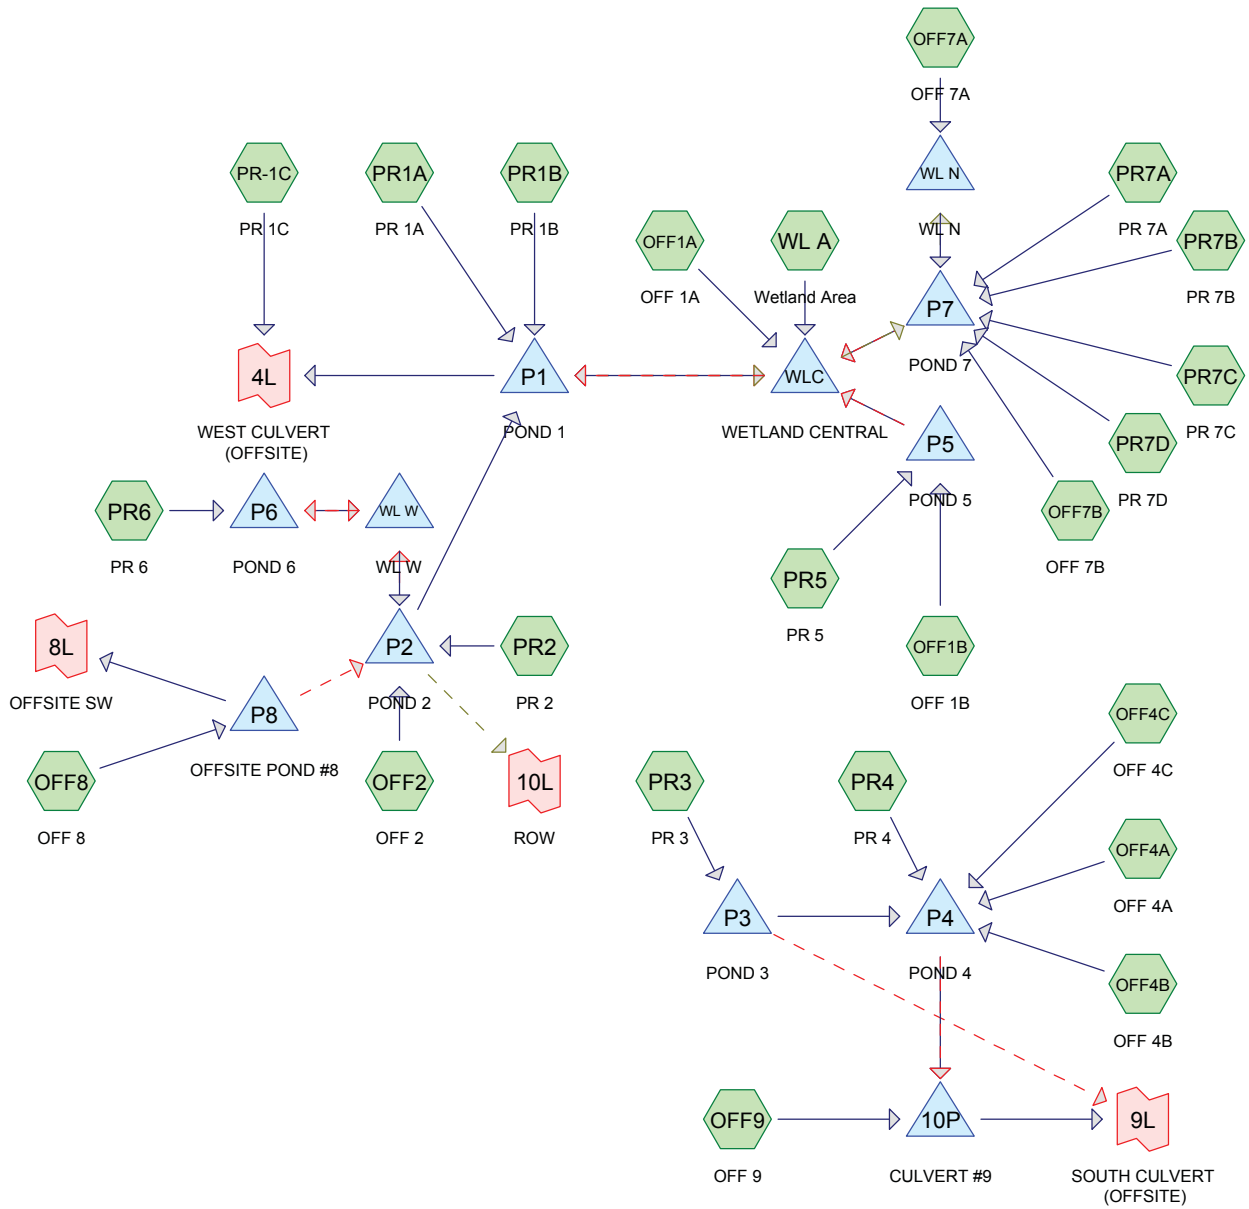 OFF7A
OFF 7A
WL N
WL N
PR-1C
PR 1C
PR1A
PR 1A
PR1B
PR 1B
OFF1A
OFF 1A
WL A
Wetland Area
PR7A
PR 7A
PR7B
PR 7B
P7
POND 7
PR7C
PR 7C
PR7D
PR 7D
OFF7B
OFF 7B
4L
WEST CULVERT
(OFFSITE)
P1
POND 1
WLC
WETLAND CENTRAL
P5
POND 5
PR6
PR 6
P6
POND 6
WL W
WL W
PR5
PR 5
OFF1B
OFF 1B
8L
OFFSITE SW
P2
POND 2
PR2
PR 2
P8
OFFSITE POND #8
OFF8
OFF 8
OFF2
OFF 2
10L
ROW
PR3
PR 3
PR4
PR 4
OFF4C
OFF 4C
OFF4A
OFF 4A
P3
POND 3
P4
POND 4
OFF4B
OFF 4B
OFF9
OFF 9
10P
CULVERT #9
9L
SOUTH CULVERT
(OFFSITE)